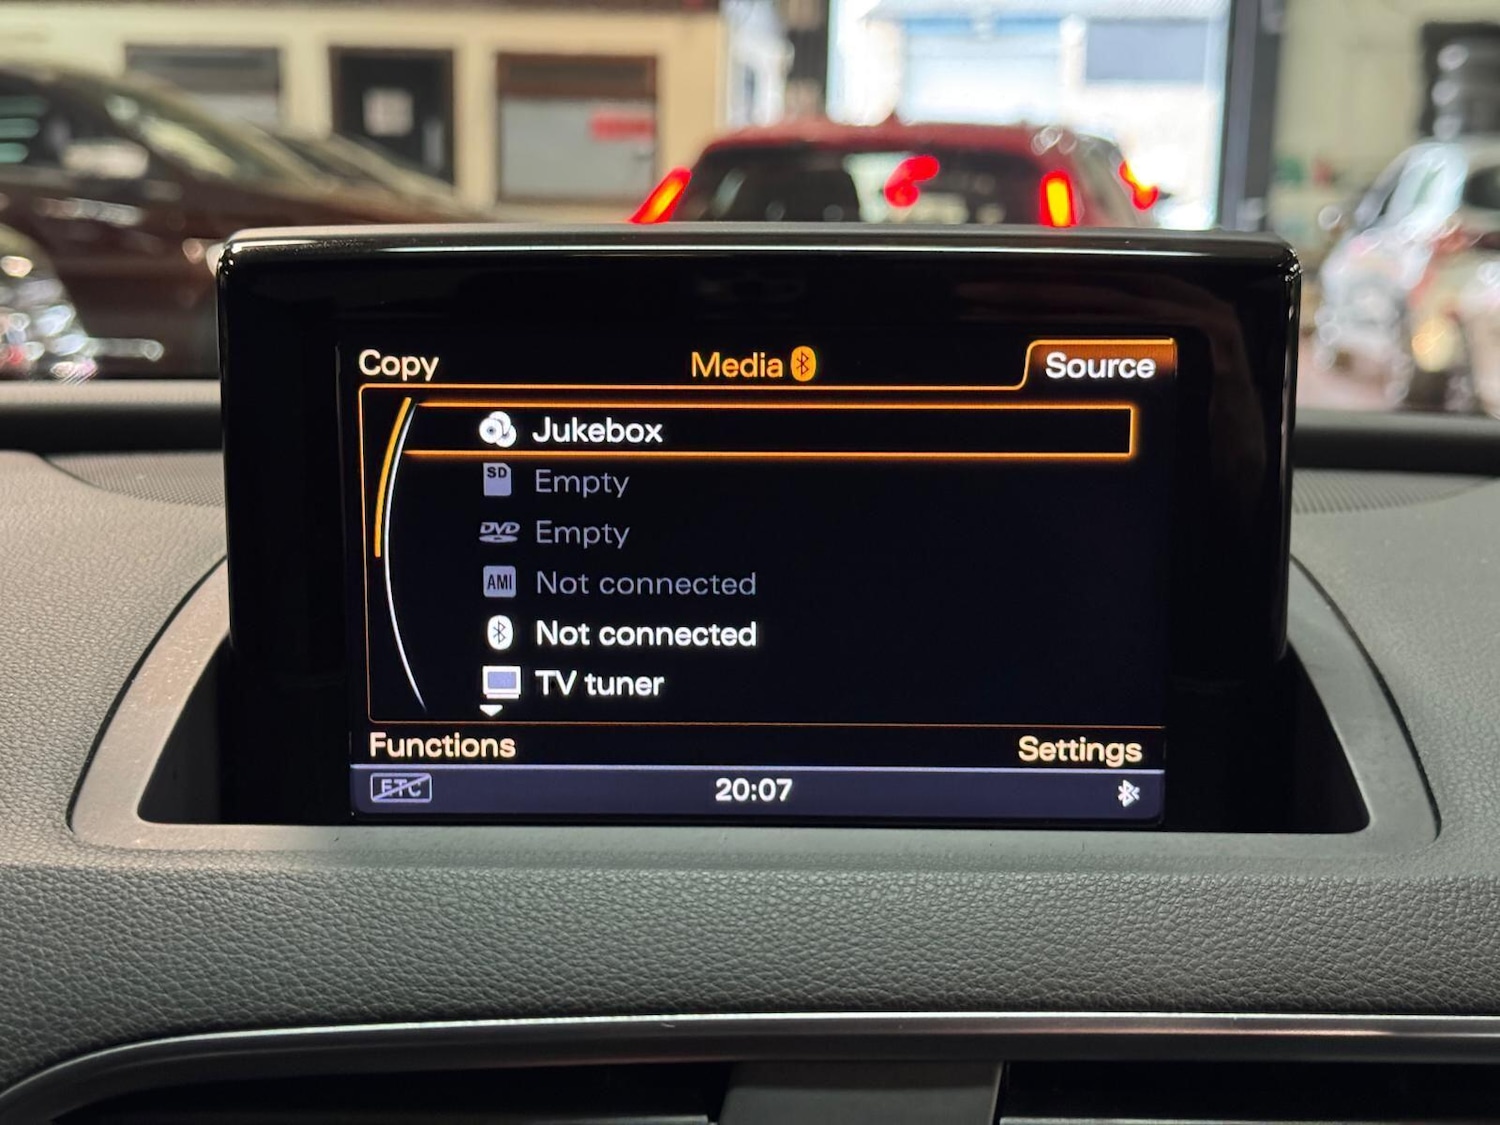 Copy Media Source
Jukebox
SD Empty
DVD Empty
AMI Not connected
Not connected
TV tuner
Functions Settings
ETC 20:07